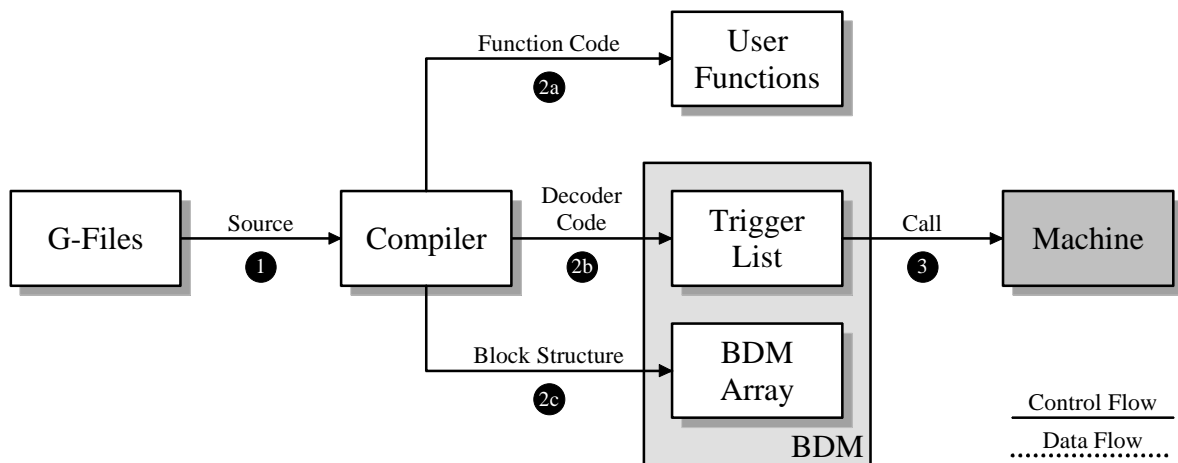 Function Code
2a
User
Functions
G-Files
Source
1
Compiler
Decoder
Code
2b
Trigger
List
Call
3
Machine
Block Structure
2c
BDM
Array
BDM
Control Flow
Data Flow